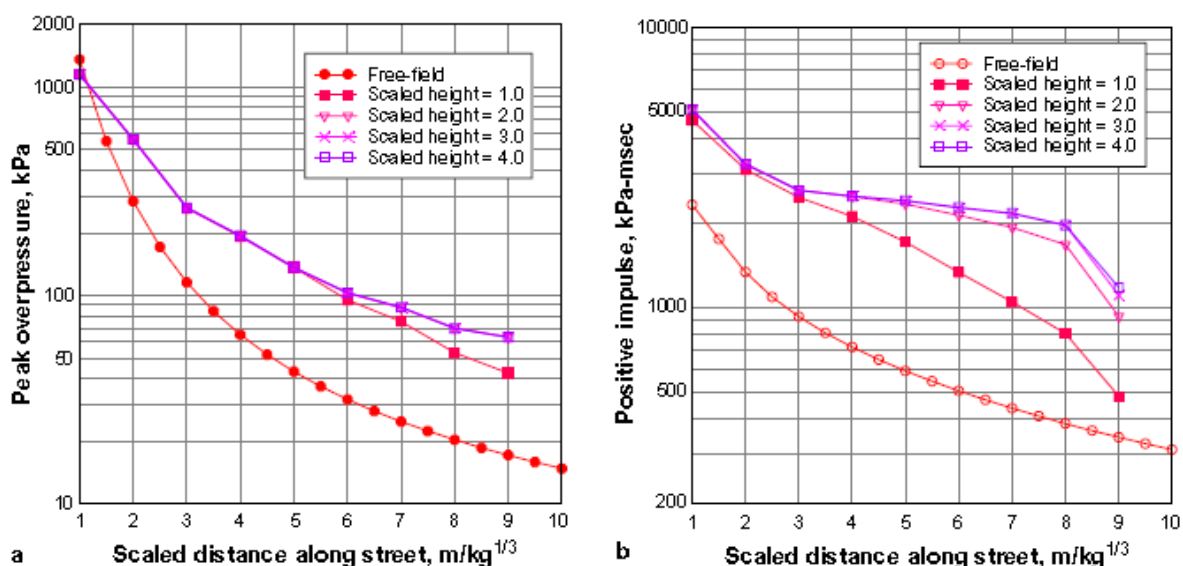 2000
1000
500
100
50
10
Peak overpressure, kPa
Free-field
Scaled height = 1.0
Scaled height = 2.0
Scaled height = 3.0
Scaled height = 4.0
1 2 3 4 5 6 7 8 9 10
a Scaled distance along street, m/kg1/3
10000
5000
1000
500
200
Positive impulse, kPa-msec
Free-field
Scaled height = 1.0
Scaled height = 2.0
Scaled height = 3.0
Scaled height = 4.0
1 2 3 4 5 6 7 8 9 10
b Scaled distance along street, m/kg1/3